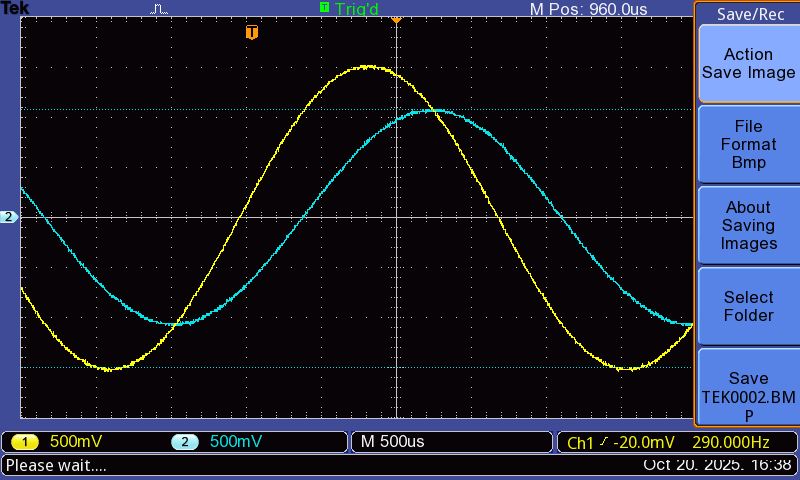 Tek
T Trig'd
M Pos: 960.0us
Save/Rec
T
Action
Save Image
File
Format
Bmp
2
About
Saving
Images
Select
Folder
Save
TEK0002.BM
P
1 500mV
2 500mV
M 500us
Ch1 -20.0mV 290.000Hz
Please wait....
Oct 20, 2025, 16:38